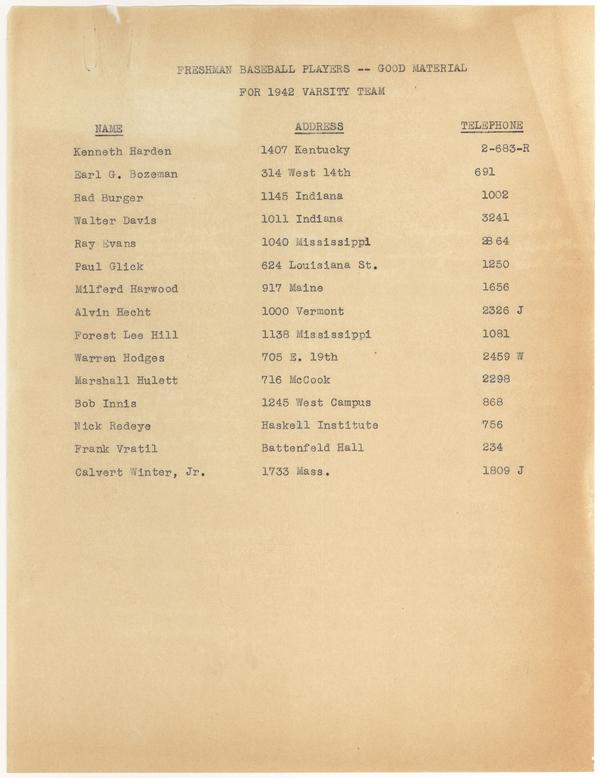 FRESHMAN BASEBALL PLAYERS -- GOOD MATERIAL
FOR 1942 VARSITY TEAM
NAME ADDRESS TELEPHONE
Kenneth Harden 1407 Kentucky 2-683-R
Earl G. Bozeman 314 West 14th 691
Had Burger 1145 Indiana 1002
Walter Davis 1011 Indiana 3241
Ray Evans 1040 Mississippi 2864
Paul Glick 624 Louisiana St. 1250
Milferd Harwood 917 Maine 1656
Alvin Hecht 1000 Vermont 2326 J
Forest Lee Hill 1138 Mississippi 1081
Warren Hodges 705 E. 19th 2459 W
Marshall Hulett 716 McCook 2298
Bob Innis 1245 West Campus 868
Nick Redeye Haskell Institute 756
Frank Vratil Battenfeld Hall 234
Calvert Winter, Jr. 1733 Mass. 1809 J